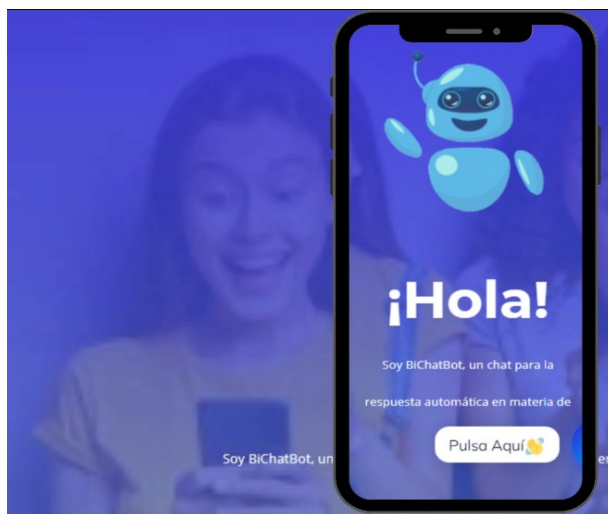 ¡Hola!
Soy BiChatBot, un chat para la
respuesta automática en materia de
Pulsa Aquí
Soy BiChatBot, un